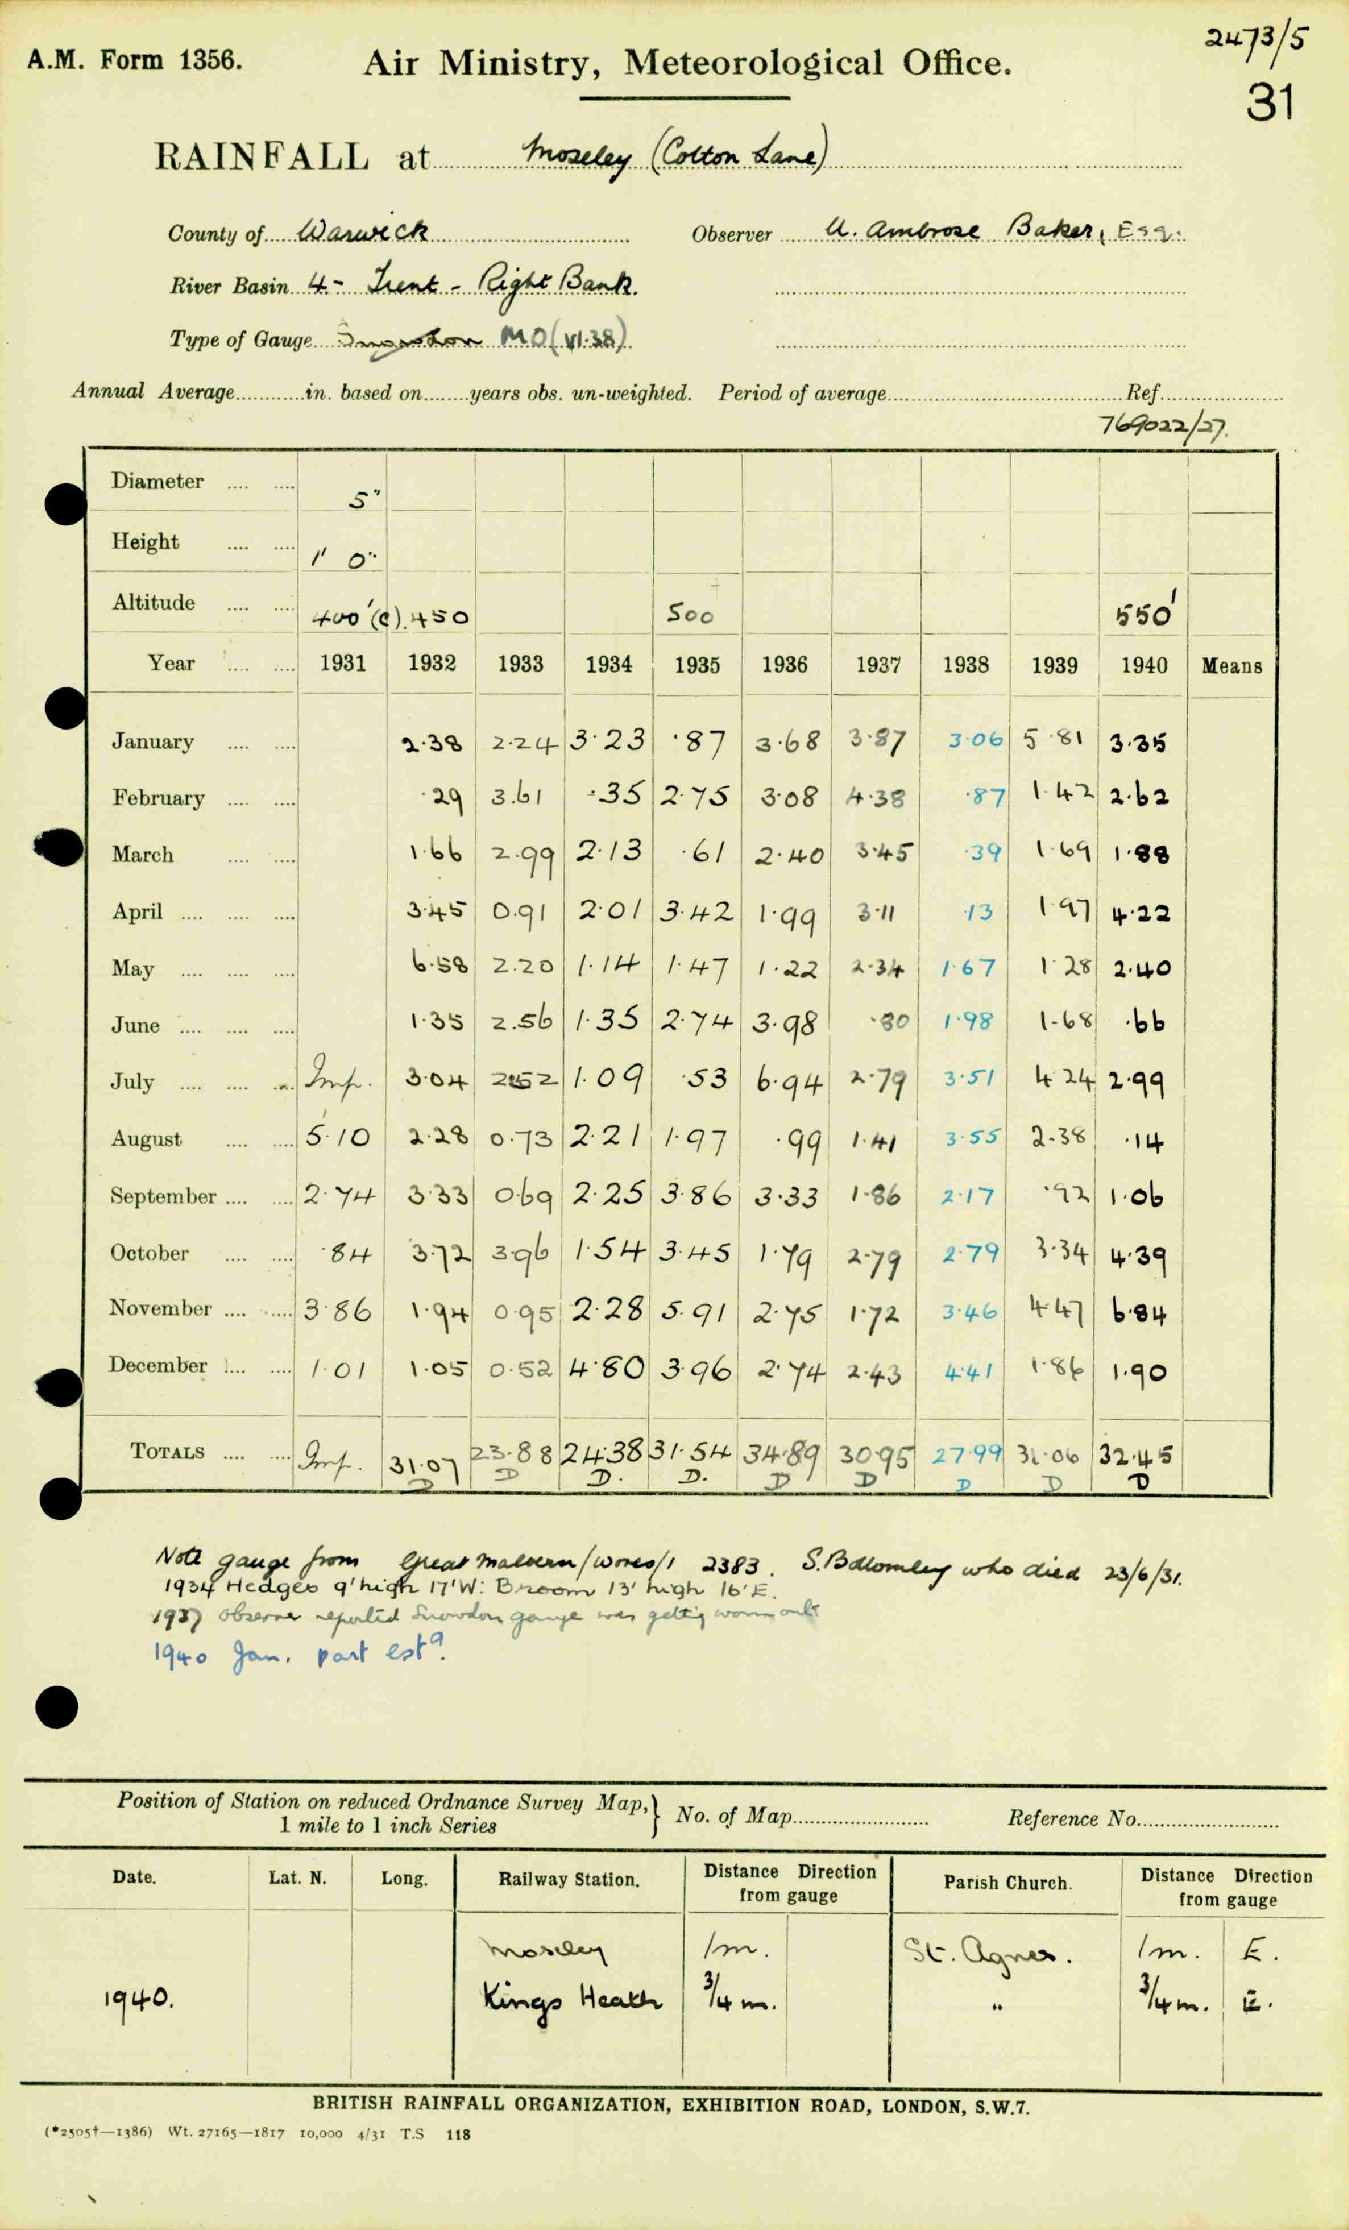 2473/5
A.M. Form 1356. Air Ministry, Meteorological Office.
31
RAINFALL at Moseley (Colton Lane)
County of Warwick Observer A. Ambrose Baker, Esq.
River Basin 4 - Trent - Right Bank.
Type of Gauge Snowdon MO (VI.38)
Annual Average............in. based on........years obs. un-weighted. Period of average..........Ref..........
769022/27.
Diameter .... .... 5"
Height .... .... 1' 0"
Altitude .... .... 400'(c). 450 500 550'
Year .... .... 1931 1932 1933 1934 1935 1936 1937 1938 1939 1940 Means
January .... .... 2.38 2.24 3.23 .87 3.68 3.87 3.06 5.81 3.35
February .... .... .29 3.61 .35 2.75 3.08 4.38 .87 1.42 2.62
March .... .... 1.66 2.99 2.13 .61 2.40 3.45 .39 1.69 1.88
April .... .... .... 3.45 0.91 2.01 3.42 1.99 3.11 .13 1.97 4.22
May .... .... .... 6.58 2.20 1.14 1.47 1.22 2.34 1.67 1.28 2.40
June .... .... .... 1.35 2.56 1.35 2.74 3.98 .80 1.98 1.68 .66
July .... .... .... Imp. 3.04 2.52 1.09 .53 6.94 2.79 3.51 4.24 2.99
August .... .... 5.10 2.28 0.73 2.21 1.97 .99 1.41 3.55 2.38 .14
September .... .... 2.74 3.33 0.69 2.25 3.86 3.33 1.86 2.17 .92 1.06
October .... .... .84 3.72 3.96 1.54 3.45 1.79 2.79 2.79 3.34 4.39
November .... .... 3.86 1.94 0.95 2.28 5.91 2.75 1.72 3.46 4.47 6.84
December .... .... 1.01 1.05 0.52 4.80 3.96 2.74 2.43 4.41 1.86 1.90
TOTALS .... .... Imp. 31.07 23.88 24.38 31.54 34.89 30.95 27.99 31.06 32.45
D D D. D. D D D D D
Note gauge from Great Malvern/Worcs/1 2383. S. Bottomley who died 23/6/31.
1934 Hedges 9' high 17' W: Broom 13' high 16' E.
1937 observer reported Snowdon gauge was gettig worn out
1940 Jan. part estd.
Position of Station on reduced Ordnance Survey Map,} No. of Map.......... Reference No..........
1 mile to 1 inch Series
Date. Lat. N. Long. Railway Station. Distance Direction Parish Church. Distance Direction
from gauge from gauge
Moseley 1m. St. Agnes. 1m. E.
1940. Kings Heath 3/4 m. " 3/4 m. E.
BRITISH RAINFALL ORGANIZATION, EXHIBITION ROAD, LONDON, S.W.7.
(*2505†—1386) Wt. 27165—1817 10,000 4/31 T.S 118